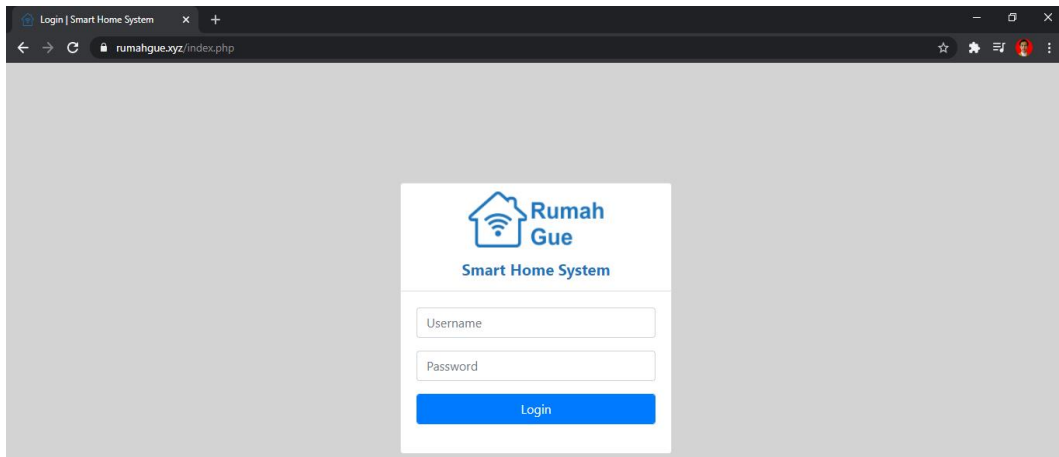 Login | Smart Home System
rumahgue.xyz/index.php
Rumah
Gue
Smart Home System
Username
Password
Login